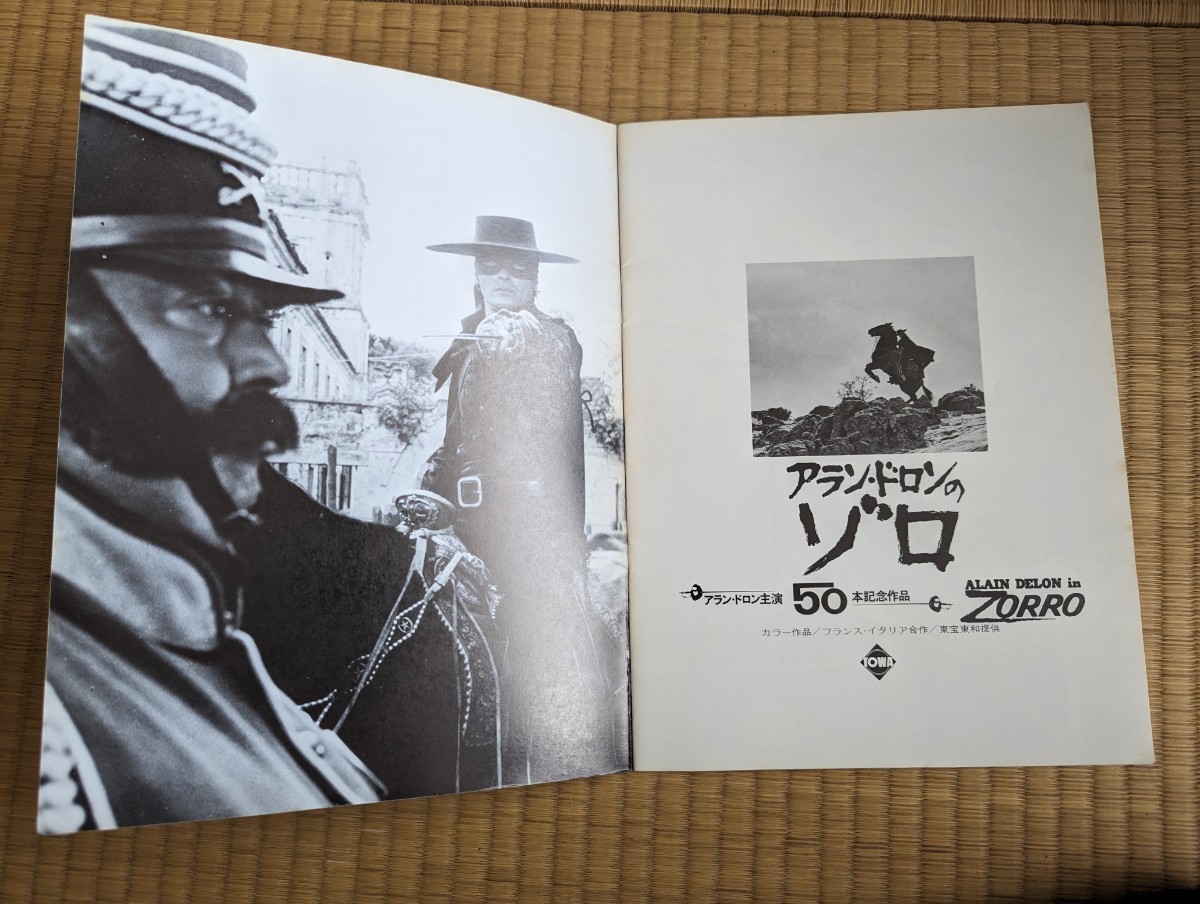 アラン・ドロンの
ゾロ
アラン・ドロン主演 50 本記念作品
ALAIN DELON in
ZORRO
カラー作品/フランス・イタリア合作/東宝東和提供
TOWA